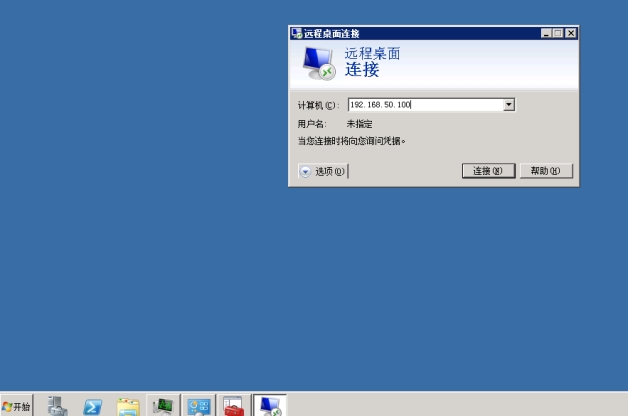 远程桌面连接
远程桌面
连接
计算机(C): 192.168.50.100
用户名: 未指定
当您连接时将向您询问凭据。
选项(O) 连接(N) 帮助(H)
开始